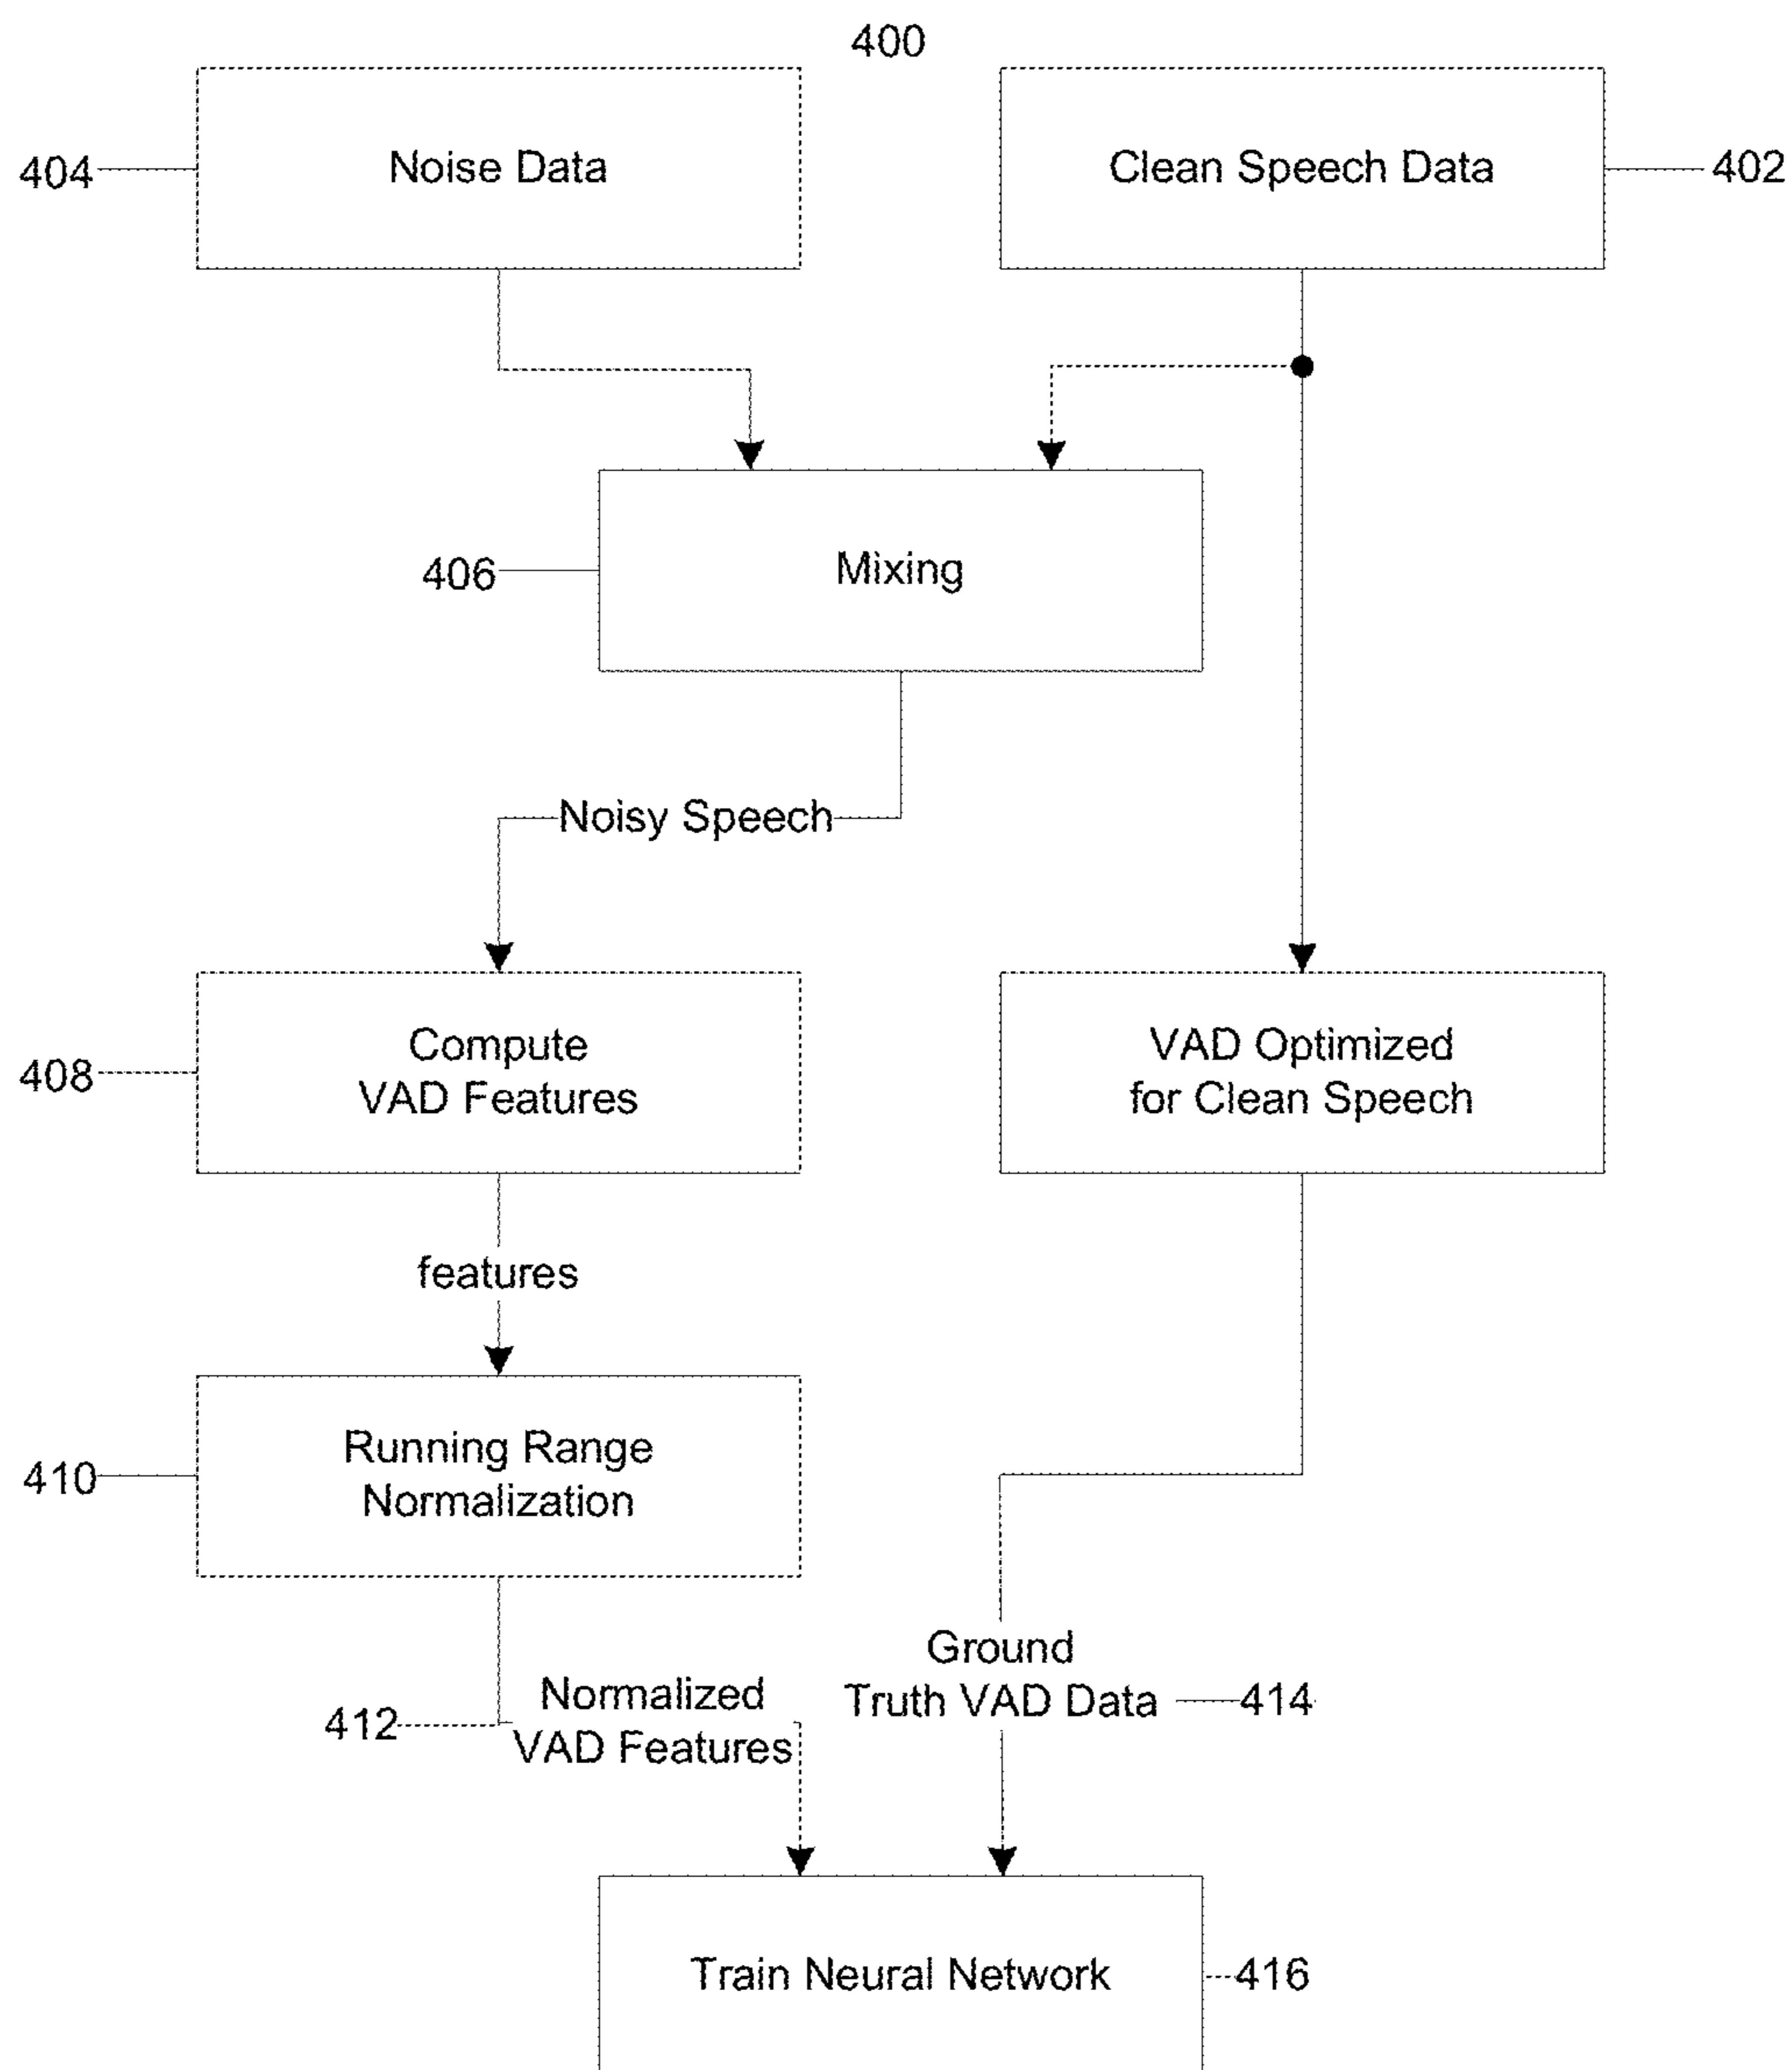 400
404
Noise Data
Clean Speech Data
402
406
Mixing
Noisy Speech
408
Compute
VAD Features
VAD Optimized
for Clean Speech
features
410
Running Range
Normalization
412
Normalized
VAD Features
Ground
Truth VAD Data
414
Train Neural Network
416